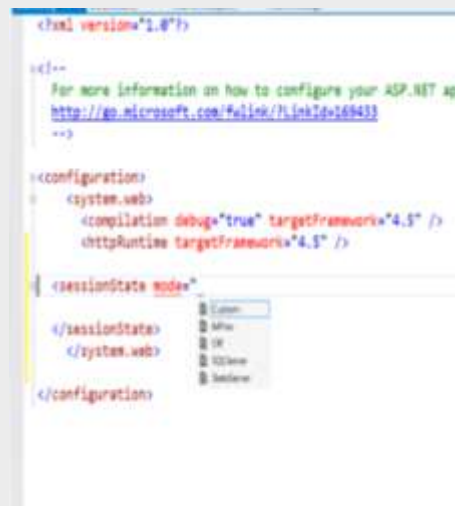 <?xml version="1.0"?>
<!--
For more information on how to configure your ASP.NET ap
http://go.microsoft.com/fwlink/?LinkId=169433
-->
<configuration>
<system.web>
<compilation debug="true" targetFramework="4.5" />
<httpRuntime targetFramework="4.5" />
<sessionState mode="
Custom
InProc
Off
SQLServer
StateServer
</sessionState>
</system.web>
</configuration>